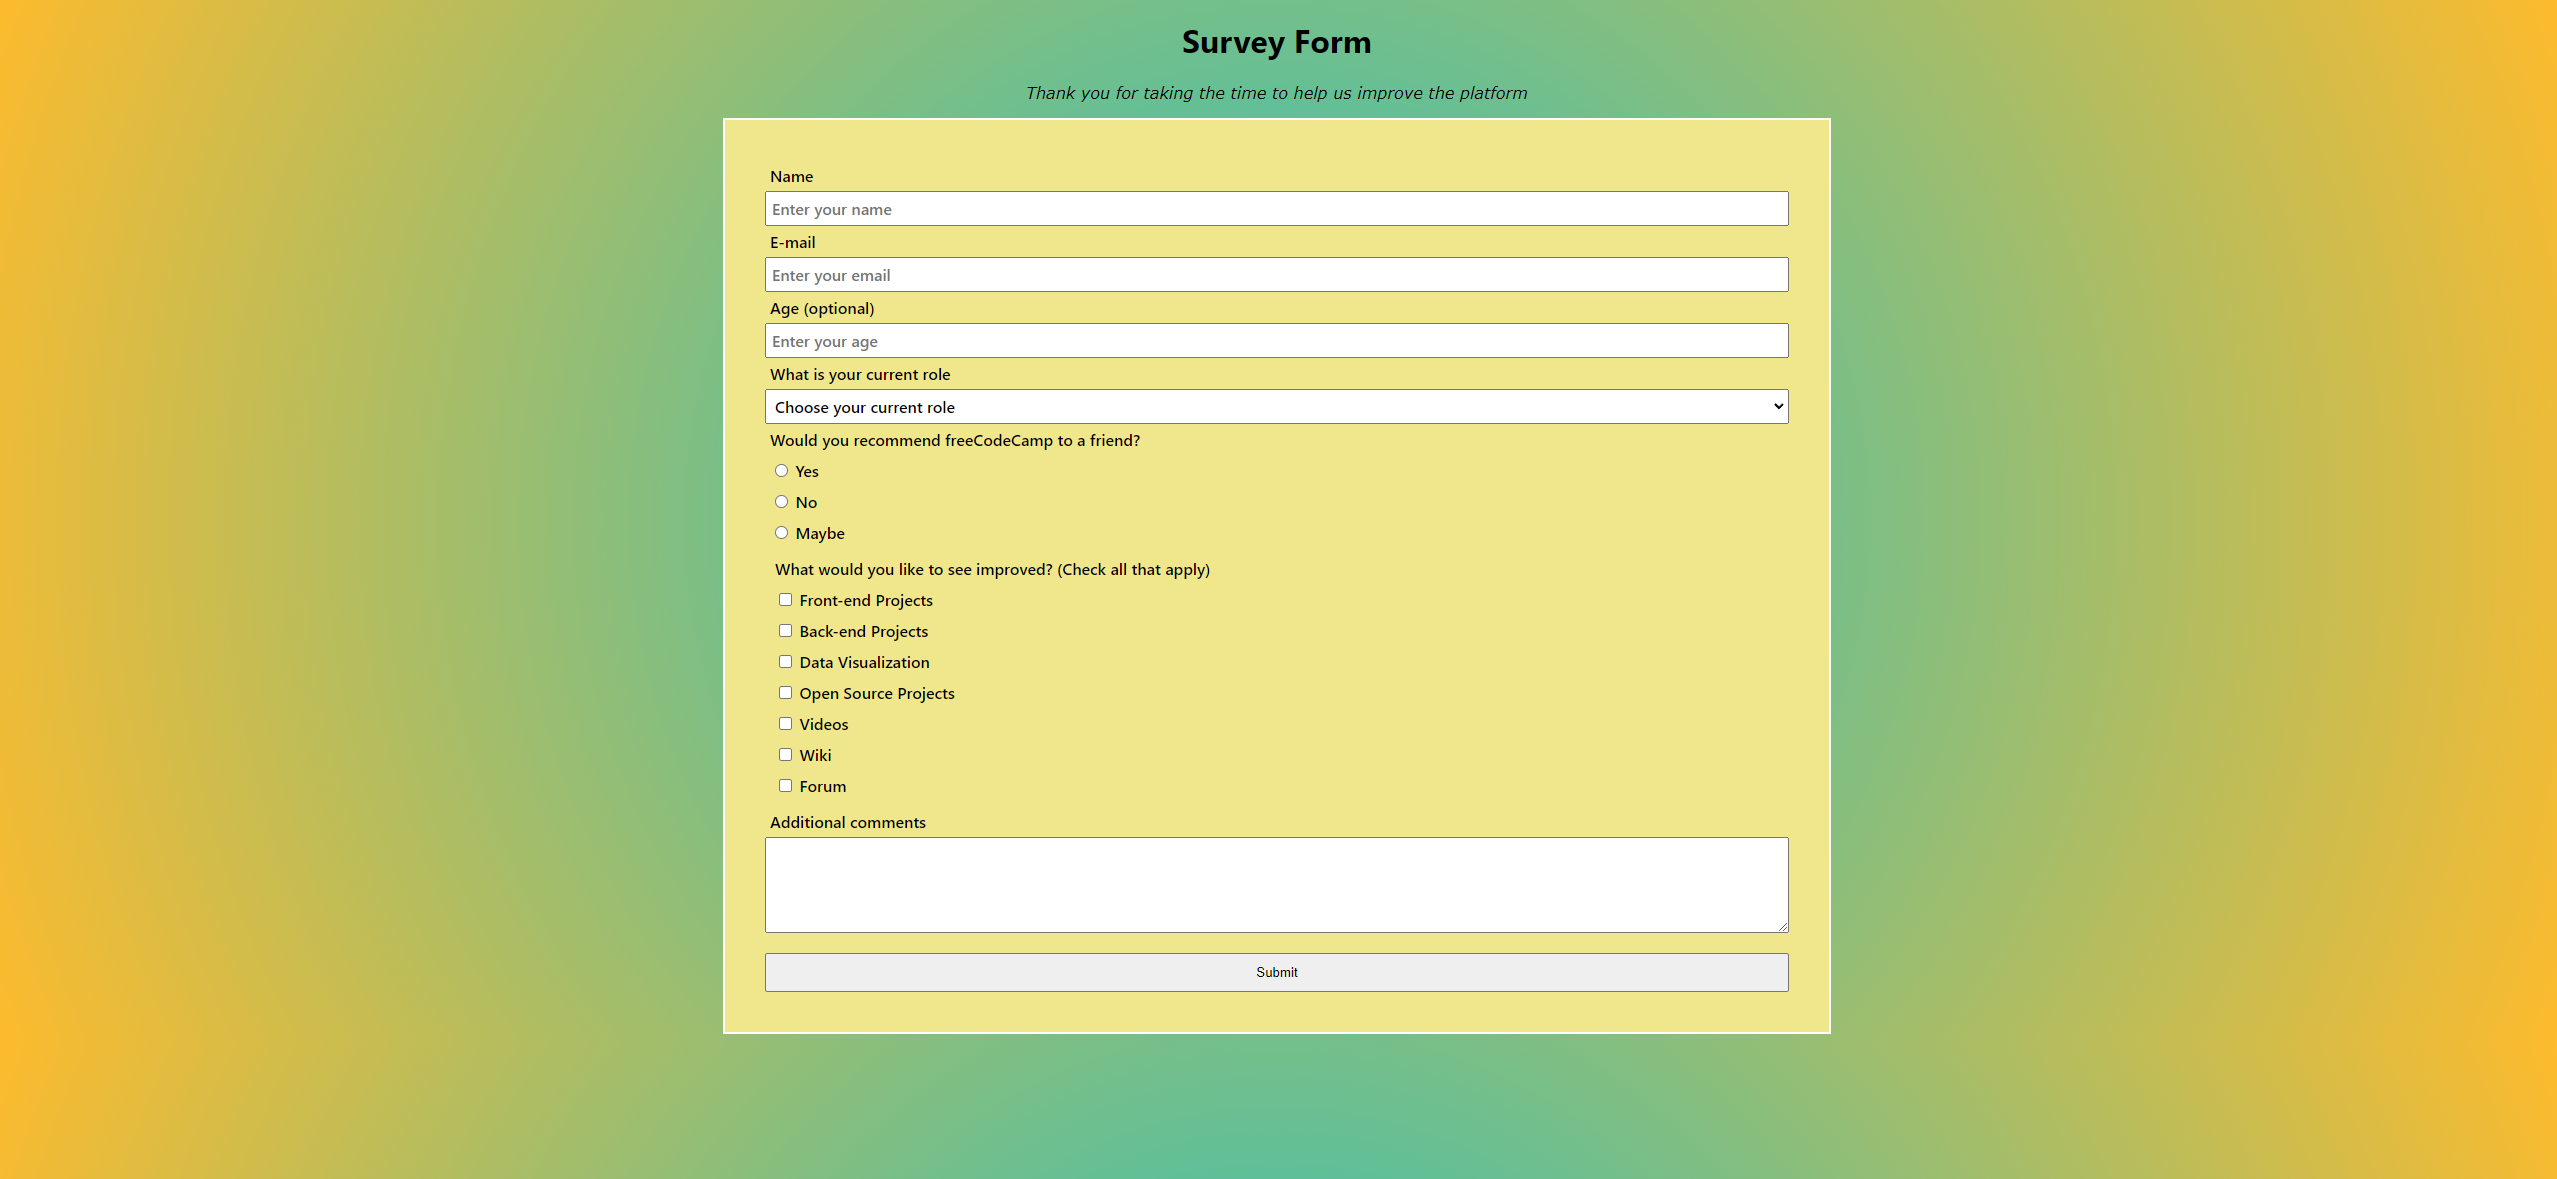 Survey Form
Thank you for taking the time to help us improve the platform
Name
Enter your name
E-mail
Enter your email
Age (optional)
Enter your age
What is your current role
Choose your current role
Would you recommend freeCodeCamp to a friend?
Yes
No
Maybe
What would you like to see improved? (Check all that apply)
Front-end Projects
Back-end Projects
Data Visualization
Open Source Projects
Videos
Wiki
Forum
Additional comments
Submit